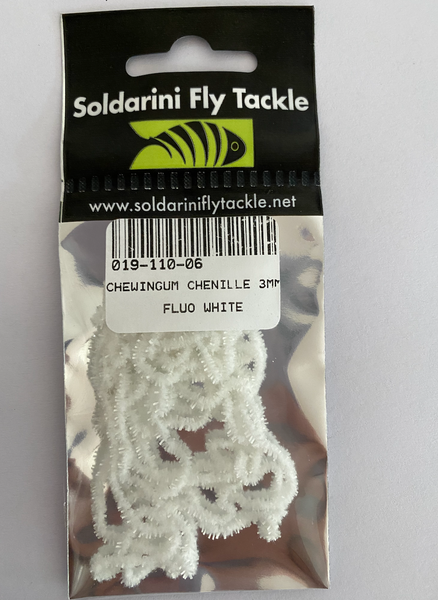 Soldarini Fly Tackle
www.soldariniflytackle.net
019-110-06
CHEWINGUM CHENILLE 3MM
FLUO WHITE